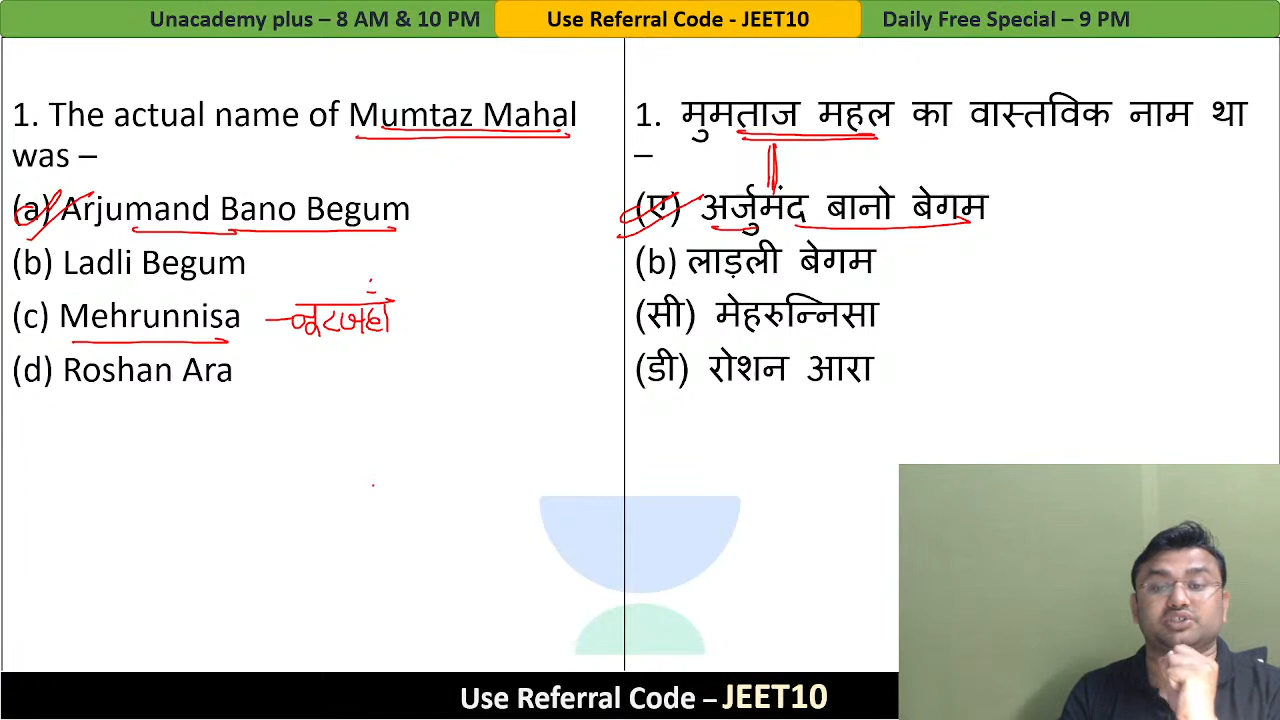 Unacademy plus – 8 AM & 10 PM
Use Referral Code - JEET10
Daily Free Special – 9 PM
1. The actual name of Mumtaz Mahal
was –
(a) Arjumand Bano Begum
(b) Ladli Begum
(c) Mehrunnisa
नूरजहाँ
(d) Roshan Ara
1. मुमताज महल का वास्तविक नाम था
–
(ए) अर्जुमंद बानो बेगम
(b) लाड़ली बेगम
(सी) मेहरुन्निसा
(डी) रोशन आरा
Use Referral Code – JEET10